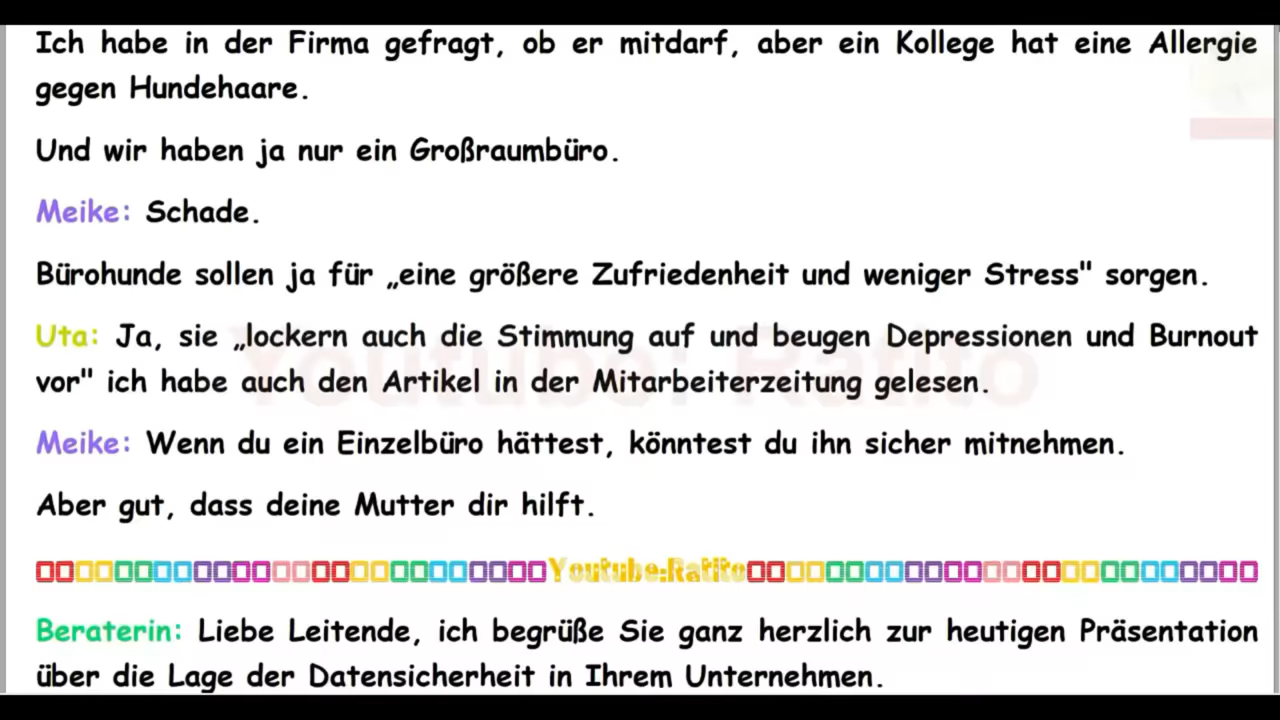 Ich habe in der Firma gefragt, ob er mitdarf, aber ein Kollege hat eine Allergie
gegen Hundehaare.
Und wir haben ja nur ein Großraumbüro.
Meike: Schade.
Bürohunde sollen ja für „eine größere Zufriedenheit und weniger Stress" sorgen.
Uta: Ja, sie „lockern auch die Stimmung auf und beugen Depressionen und Burnout
vor" ich habe auch den Artikel in der Mitarbeiterzeitung gelesen.
Youtube: Ratito
Meike: Wenn du ein Einzelbüro hättest, könntest du ihn sicher mitnehmen.
Aber gut, dass deine Mutter dir hilft.
Youtube:Ratito
Beraterin: Liebe Leitende, ich begrüße Sie ganz herzlich zur heutigen Präsentation
über die Lage der Datensicherheit in Ihrem Unternehmen.